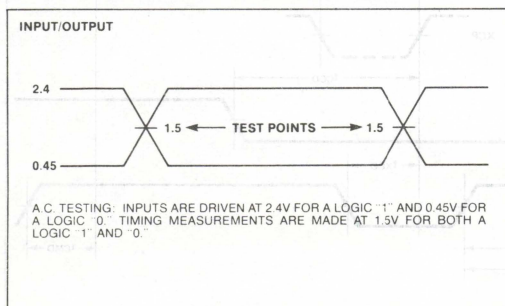 INPUT/OUTPUT
2.4
1.5 TEST POINTS 1.5
0.45
A.C. TESTING: INPUTS ARE DRIVEN AT 2.4V FOR A LOGIC "1" AND 0.45V FOR
A LOGIC "0." TIMING MEASUREMENTS ARE MADE AT 1.5V FOR BOTH A
LOGIC "1" AND "0."